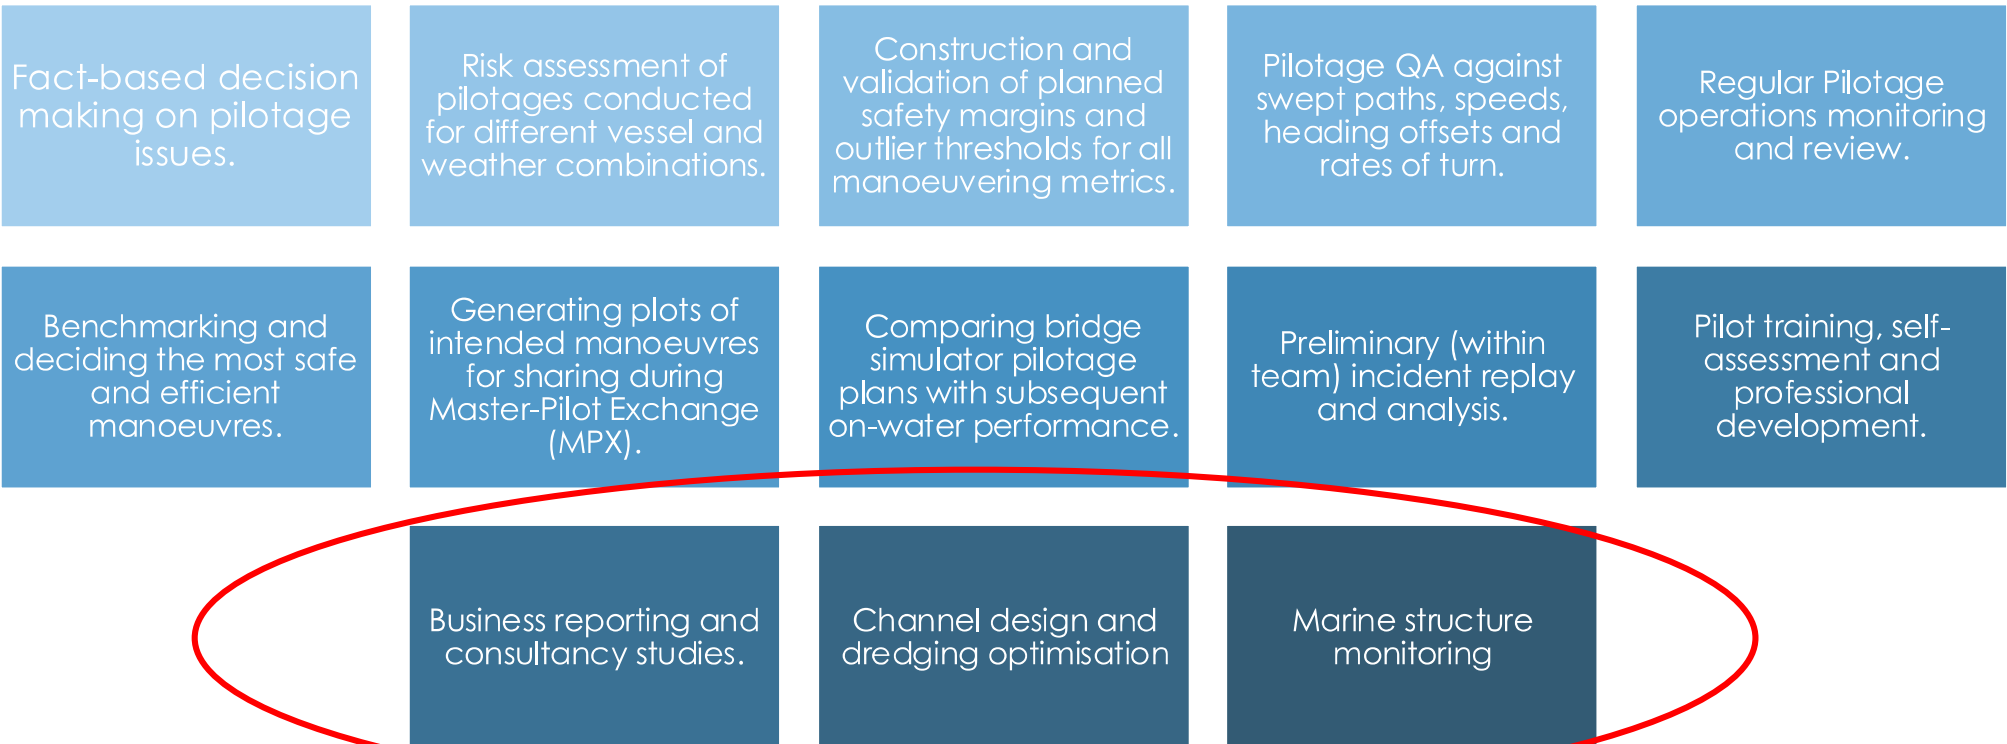 Fact-based decision
making on pilotage
issues.
Risk assessment of
pilotages conducted
for different vessel and
weather combinations.
Construction and
validation of planned
safety margins and
outlier thresholds for all
manoeuvering metrics.
Pilotage QA against
swept paths, speeds,
heading offsets and
rates of turn.
Regular Pilotage
operations monitoring
and review.
Benchmarking and
deciding the most safe
and efficient
manoeuvres.
Generating plots of
intended manoeuvres
for sharing during
Master-Pilot Exchange
(MPX).
Comparing bridge
simulator pilotage
plans with subsequent
on-water performance.
Preliminary (within
team) incident replay
and analysis.
Pilot training, self-
assessment and
professional
development.
Business reporting and
consultancy studies.
Channel design and
dredging optimisation
Marine structure
monitoring